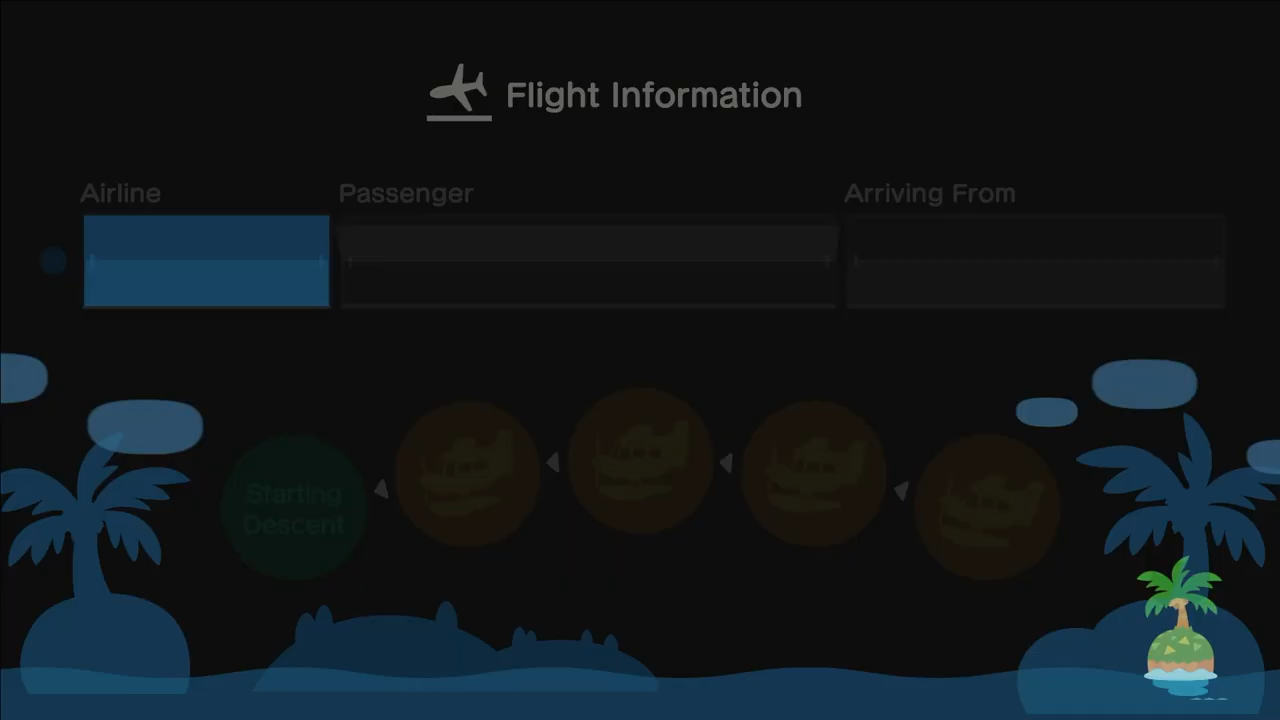 Flight Information
Airline
Passenger
Arriving From
Starting
Descent